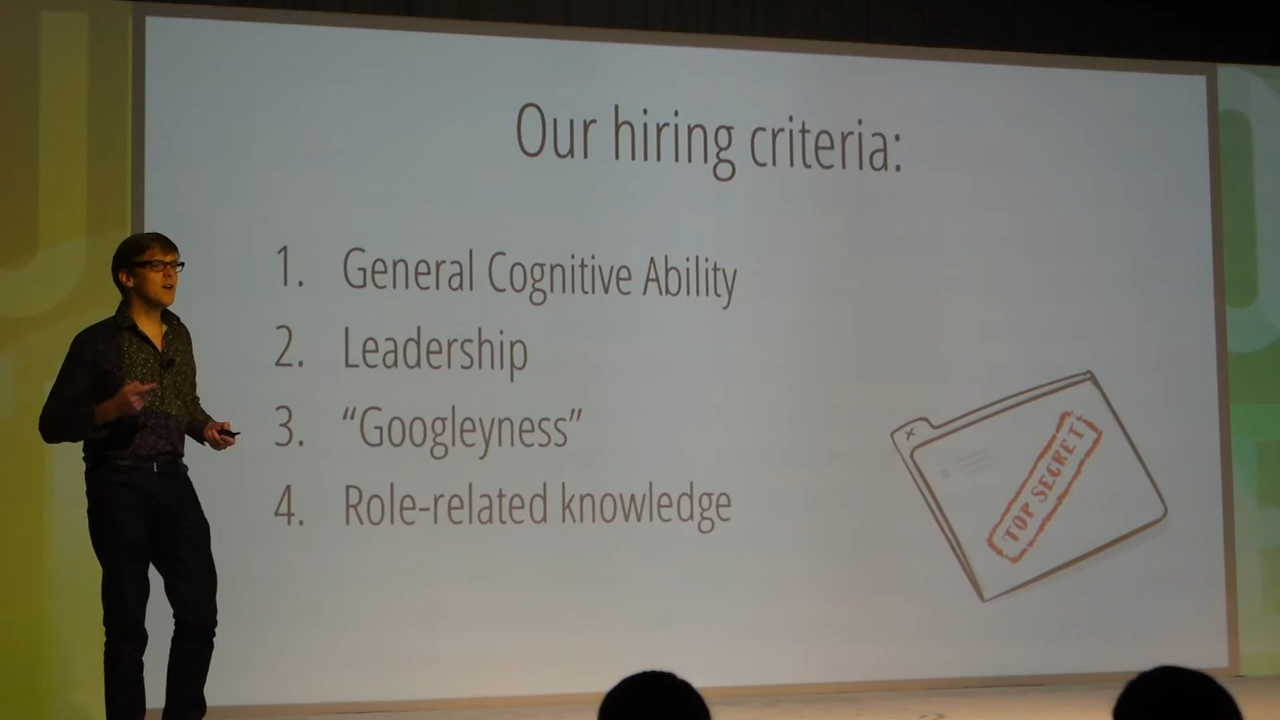 Our hiring criteria:
1. General Cognitive Ability
2. Leadership
3. “Googleyness”
4. Role-related knowledge
TOP SECRET